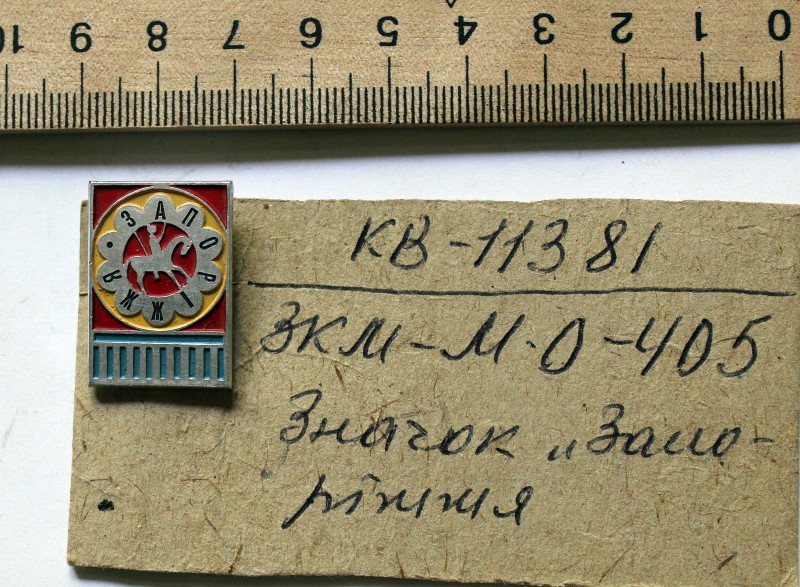 10 9 8 7 6 5 4 3 2 1 0
ЗАПОРІЖЖЯ
КВ-11381
ЗКМ-М-О-405
Значок „Запо-
ріжжя